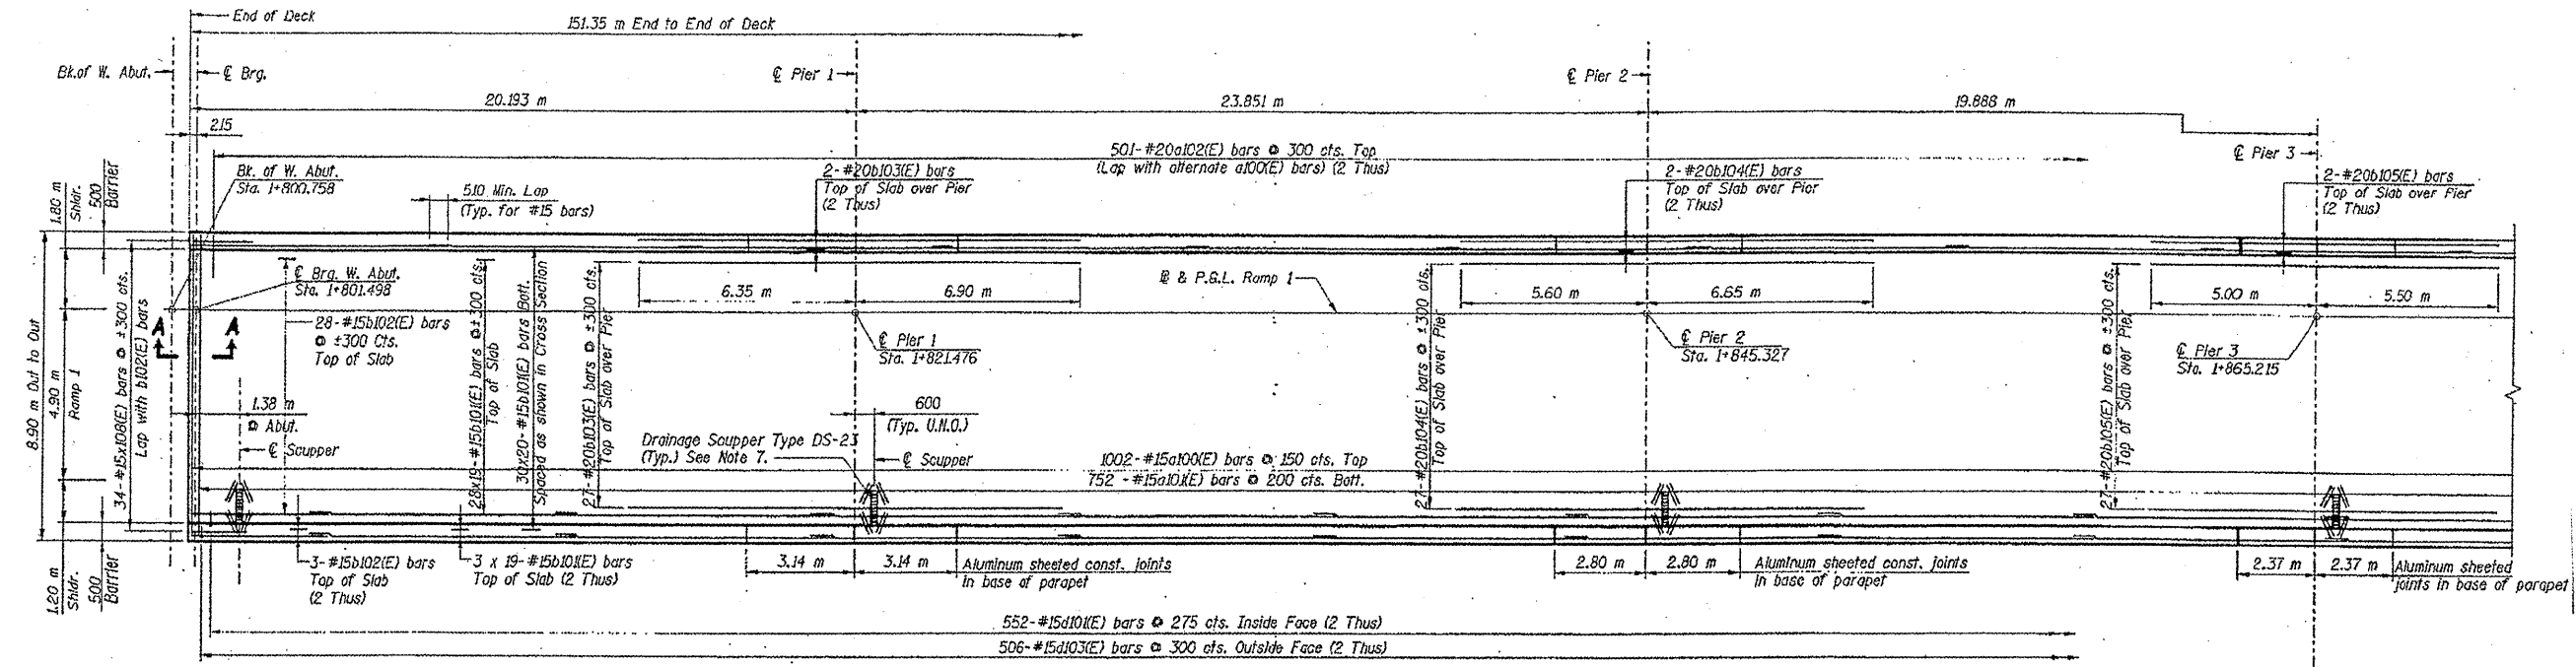 End of Deck
151.35 m End to End of Deck
Bk.of W. Abut.
℄ Brg.
℄ Pier 1
℄ Pier 2
20.193 m
23.851 m
19.888 m
215
501-#20a102(E) bars @ 300 cts. Top
(Lap with alternate a100(E) bars) (2 Thus)
℄ Pier 3
Bk. of W. Abut.
Sta. 1+800.758
510 Min. Lap
(Typ. for #15 bars)
2-#20b103(E) bars
Top of Slab over Pier
(2 Thus)
2-#20b104(E) bars
Top of Slab over Pier
(2 Thus)
2-#20b105(E) bars
Top of Slab over Pier
(2 Thus)
1.80 m
Shldr.
500
Barrier
℄ Brg. W. Abut.
Sta. 1+801.498
6.35 m
6.90 m
& P.G.L. Ramp 1
5.60 m
6.65 m
5.00 m
5.50 m
A
A
28-#15b102(E) bars
@ ±300 Cts.
Top of Slab
℄ Pier 1
Sta. 1+821.476
℄ Pier 2
Sta. 1+845.327
℄ Pier 3
Sta. 1+865.215
8.90 m Out to Out
4.90 m
Ramp 1
34-#15x108(E) bars @ ±300 cts.
Lap with b102(E) bars
28x19-#15b101(E) bars @ ±300 cts.
Top of Slab
30x20-#15b101(E) bars Bott.
Spaced as shown in Cross Section
27-#20b103(E) bars @ ±300 cts.
Top of Slab over Pier
27-#20b104(E) bars @ ±300 cts.
Top of Slab over Pier
27-#20b105(E) bars @ ±300 cts.
Top of Slab over Pier
1.38 m
@ Abut.
℄ Scupper
600
(Typ. U.N.O.)
Drainage Scupper Type DS-23
(Typ.) See Note 7.
℄ Scupper
1002-#15a100(E) bars @ 150 cts. Top
752 -#15a101(E) bars @ 200 cts. Bott.
1.20 m
Shldr.
500
Barrier
3-#15b102(E) bars
Top of Slab
(2 Thus)
3 x 19-#15b101(E) bars
Top of Slab (2 Thus)
3.14 m
3.14 m
Aluminum sheeted const. joints
in base of parapet
2.80 m
2.80 m
Aluminum sheeted const. joints
in base of parapet
2.37 m
2.37 m
Aluminum sheeted
joints in base of parapet
552-#15d101(E) bars @ 275 cts. Inside Face (2 Thus)
506-#15d103(E) bars @ 300 cts. Outside Face (2 Thus)